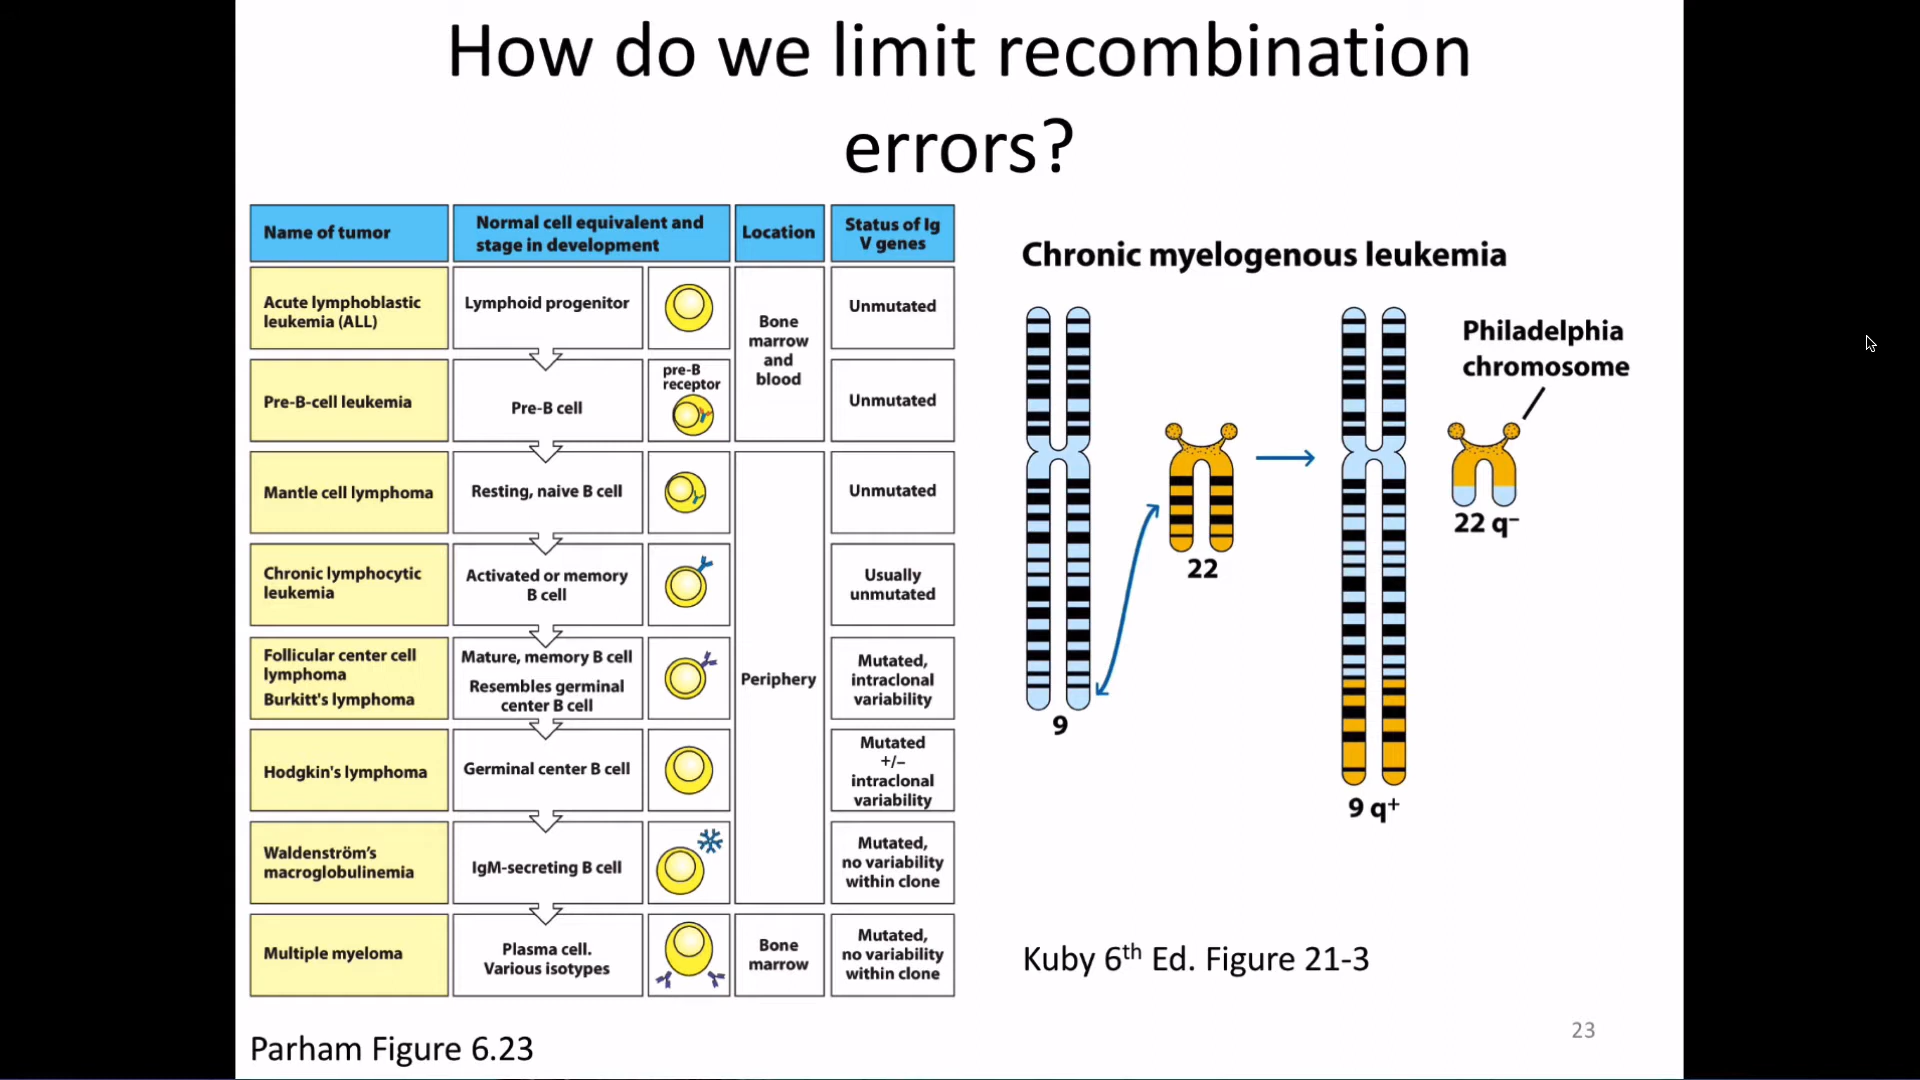 How do we limit recombination
errors?
Name of tumor
Normal cell equivalent and
stage in development
Location
Status of Ig
V genes
Acute lymphoblastic
leukemia (ALL)
Lymphoid progenitor
Bone
marrow
and
blood
Unmutated
Pre-B-cell leukemia
Pre-B cell
pre-B
receptor
Unmutated
Mantle cell lymphoma
Resting, naive B cell
Unmutated
Chronic lymphocytic
leukemia
Activated or memory
B cell
Usually
unmutated
Follicular center cell
lymphoma
Burkitt's lymphoma
Mature, memory B cell
Resembles germinal
center B cell
Periphery
Mutated,
intraclonal
variability
Hodgkin's lymphoma
Germinal center B cell
Mutated
+/–
intraclonal
variability
Waldenström's
macroglobulinemia
IgM-secreting B cell
Mutated,
no variability
within clone
Multiple myeloma
Plasma cell.
Various isotypes
Bone
marrow
Mutated,
no variability
within clone
Parham Figure 6.23
Chronic myelogenous leukemia
Philadelphia
chromosome
22 q⁻
22
9
9 q⁺
Kuby 6th Ed. Figure 21-3
23